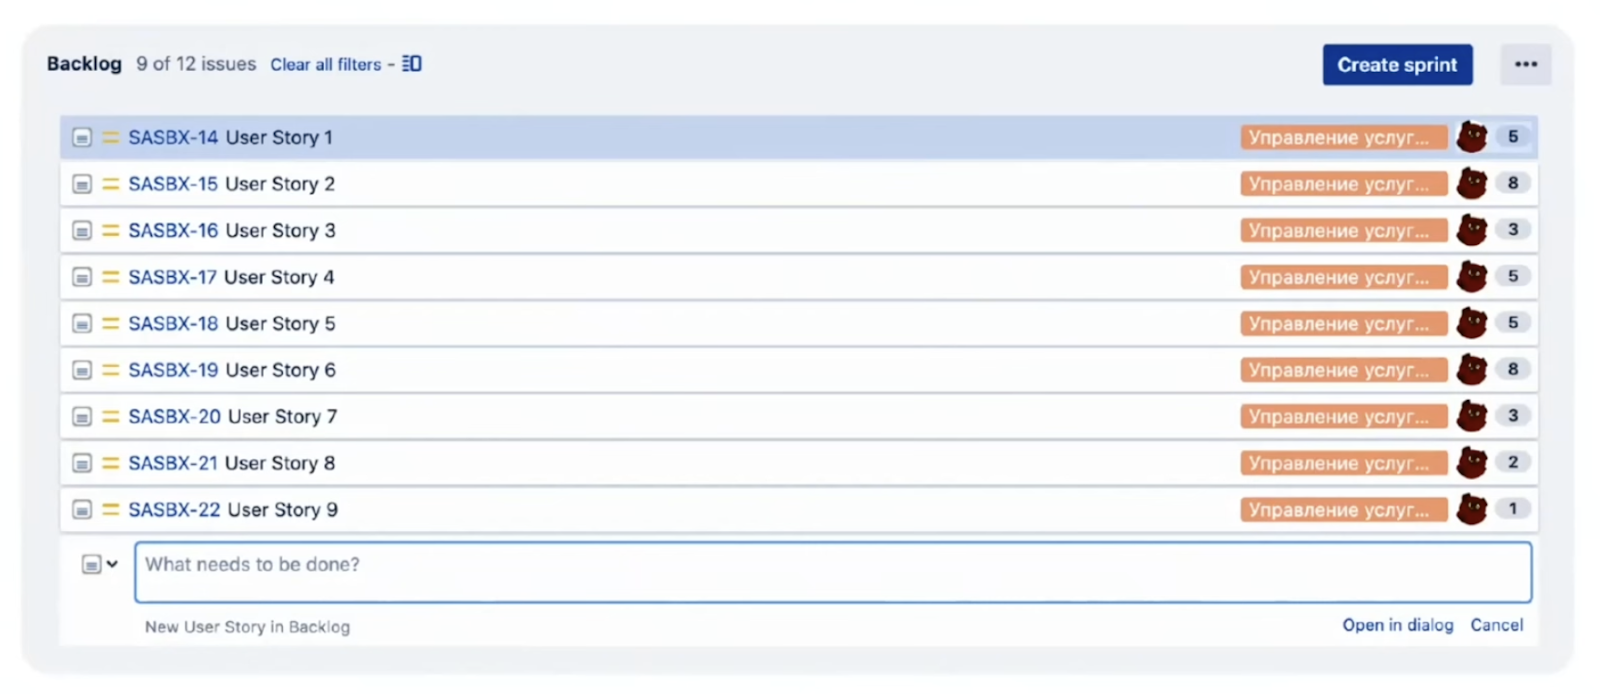 Backlog 9 of 12 issues Clear all filters - Create sprint
SASBX-14 User Story 1 Управление услуг... 5
SASBX-15 User Story 2 Управление услуг... 8
SASBX-16 User Story 3 Управление услуг... 3
SASBX-17 User Story 4 Управление услуг... 5
SASBX-18 User Story 5 Управление услуг... 5
SASBX-19 User Story 6 Управление услуг... 8
SASBX-20 User Story 7 Управление услуг... 3
SASBX-21 User Story 8 Управление услуг... 2
SASBX-22 User Story 9 Управление услуг... 1
What needs to be done?
New User Story in Backlog Open in dialog Cancel